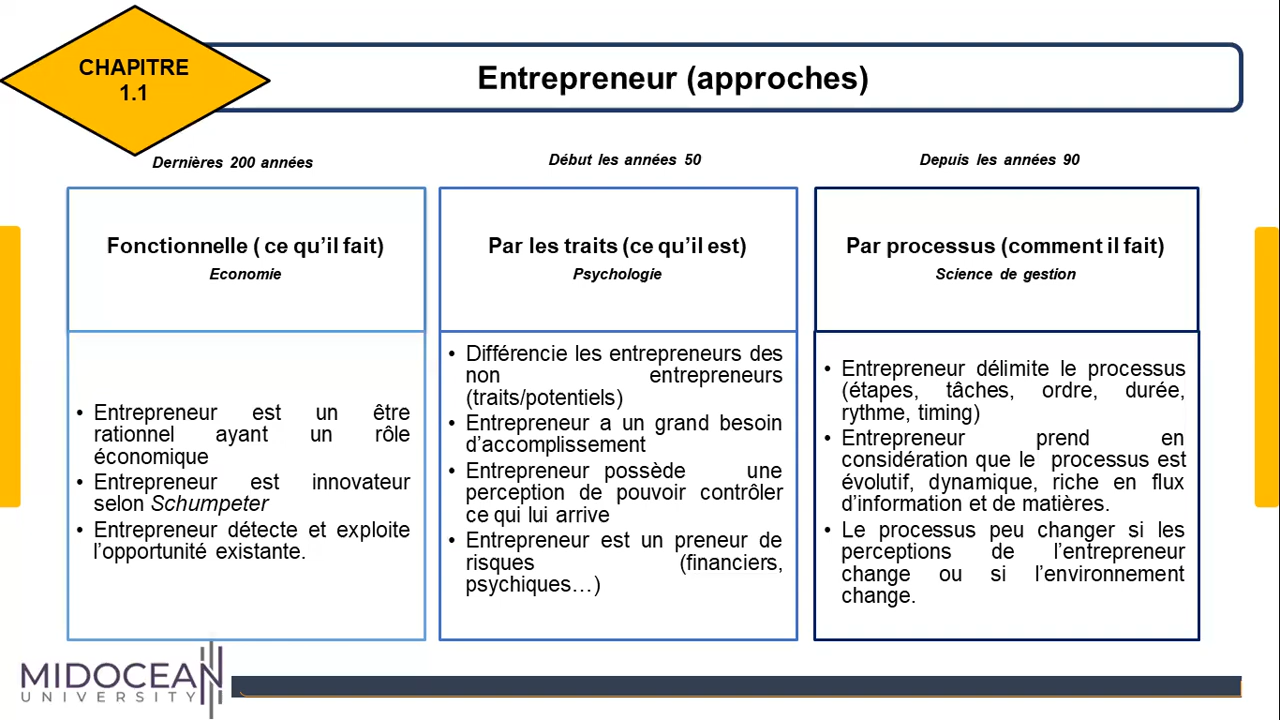 CHAPITRE
1.1
Entrepreneur (approches)
Dernières 200 années
Début les années 50
Depuis les années 90
Fonctionnelle ( ce qu'il fait)
Economie
Par les traits (ce qu'il est)
Psychologie
Par processus (comment il fait)
Science de gestion
• Entrepreneur est un être
rationnel ayant un rôle
économique
• Entrepreneur est innovateur
selon Schumpeter
• Entrepreneur détecte et exploite
l'opportunité existante.
• Différencie les entrepreneurs des
non entrepreneurs
(traits/potentiels)
• Entrepreneur a un grand besoin
d'accomplissement
• Entrepreneur possède une
perception de pouvoir contrôler
ce qui lui arrive
• Entrepreneur est un preneur de
risques (financiers,
psychiques…)
• Entrepreneur délimite le processus
(étapes, tâches, ordre, durée,
rythme, timing)
• Entrepreneur prend en
considération que le processus est
évolutif, dynamique, riche en flux
d'information et de matières.
• Le processus peu changer si les
perceptions de l'entrepreneur
change ou si l'environnement
change.
MIDOCEAN
UNIVERSITY